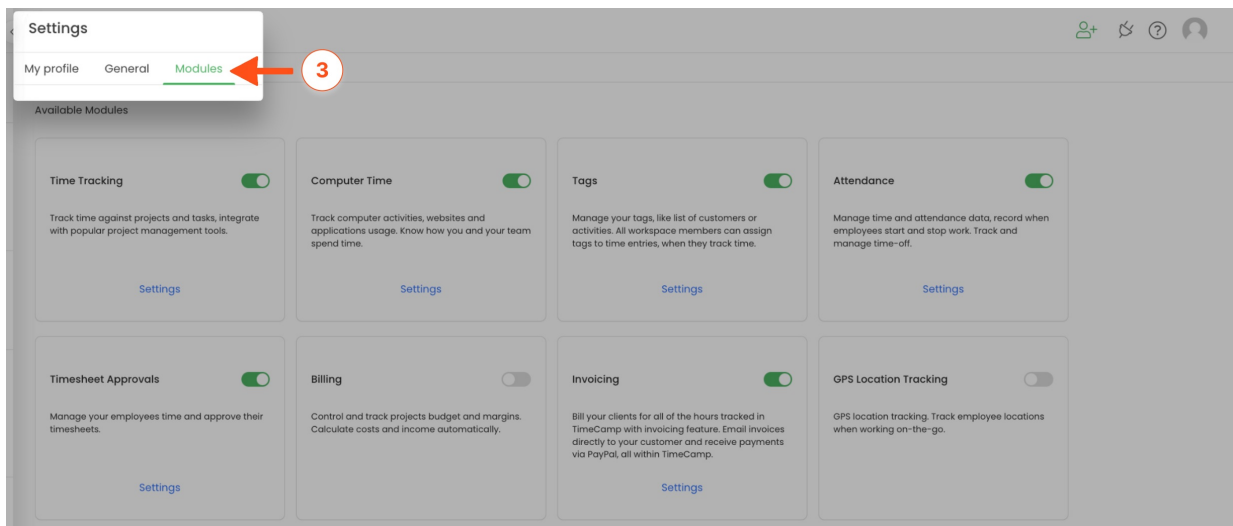 Settings
My profile General Modules
3
Available Modules
Time Tracking
Track time against projects and tasks, integrate
with popular project management tools.
Settings
Computer Time
Track computer activities, websites and
applications usage. Know how you and your team
spend time.
Settings
Tags
Manage your tags, like list of customers or
activities. All workspace members can assign
tags to time entries, when they track time.
Settings
Attendance
Manage time and attendance data, record when
employees start and stop work. Track and
manage time-off.
Settings
Timesheet Approvals
Manage your employees time and approve their
timesheets.
Settings
Billing
Control and track projects budget and margins.
Calculate costs and income automatically.
Invoicing
Bill your clients for all of the hours tracked in
TimeCamp with invoicing feature. Email invoices
directly to your customer and receive payments
via PayPal, all within TimeCamp.
Settings
GPS Location Tracking
GPS location tracking. Track employee locations
when working on-the-go.